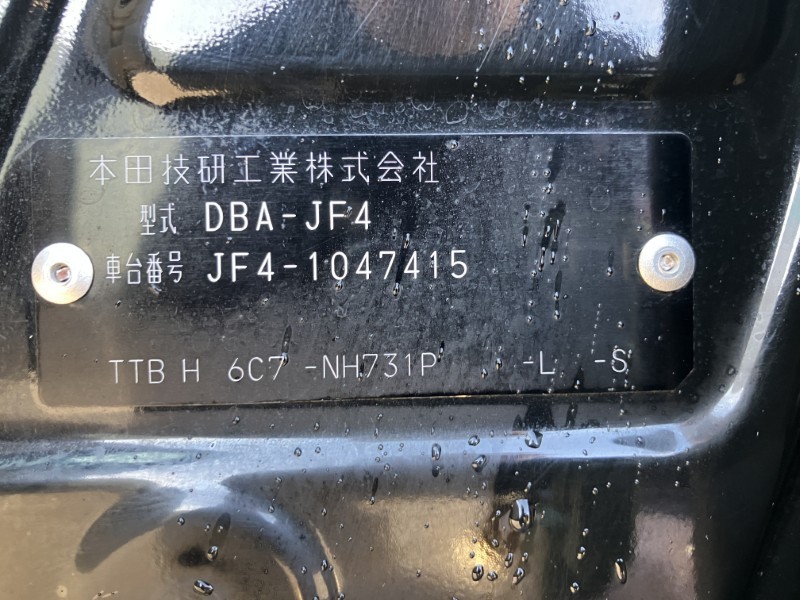 本田技研工業株式会社
型式 DBA-JF4
車台番号 JF4-1047415
TTB H 6C7 -NH731P -L -S